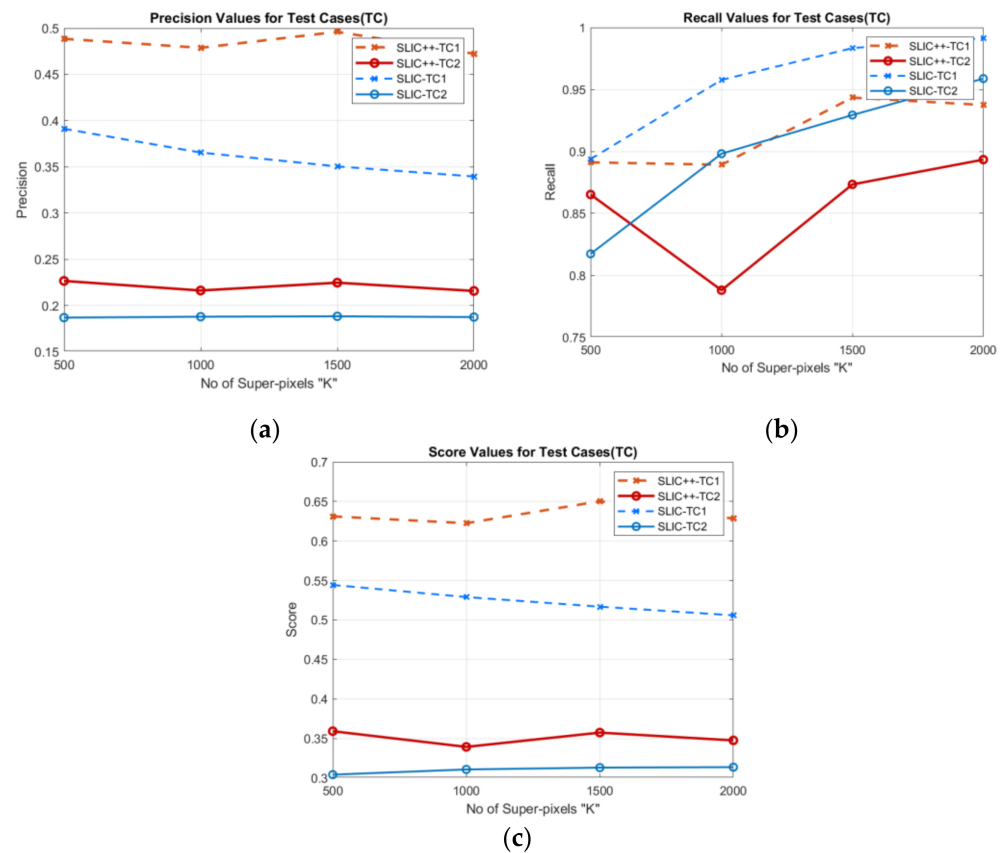 Precision Values for Test Cases(TC)
0.5
0.45
0.4
0.35
0.3
0.25
0.2
0.15
Precision
500
1000
1500
2000
No of Super-pixels "K"
SLIC++-TC1
SLIC++-TC2
SLIC-TC1
SLIC-TC2
(a)
Recall Values for Test Cases(TC)
1
0.95
0.9
0.85
0.8
0.75
Recall
500
1000
1500
2000
No of Super-pixels "K"
SLIC++-TC1
SLIC++-TC2
SLIC-TC1
SLIC-TC2
(b)
Score Values for Test Cases(TC)
0.7
0.65
0.6
0.55
0.5
0.45
0.4
0.35
0.3
Score
500
1000
1500
2000
No of Super-pixels "K"
SLIC++-TC1
SLIC++-TC2
SLIC-TC1
SLIC-TC2
(c)